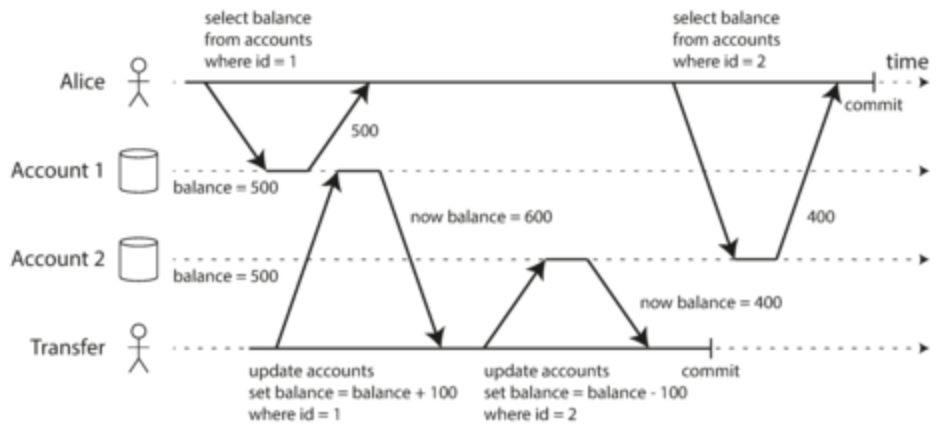 select balance
from accounts
where id = 1
select balance
from accounts
where id = 2
time
Alice
commit
500
Account 1
balance = 500
now balance = 600
400
Account 2
balance = 500
now balance = 400
Transfer
update accounts
set balance = balance + 100
where id = 1
update accounts
set balance = balance - 100
where id = 2
commit